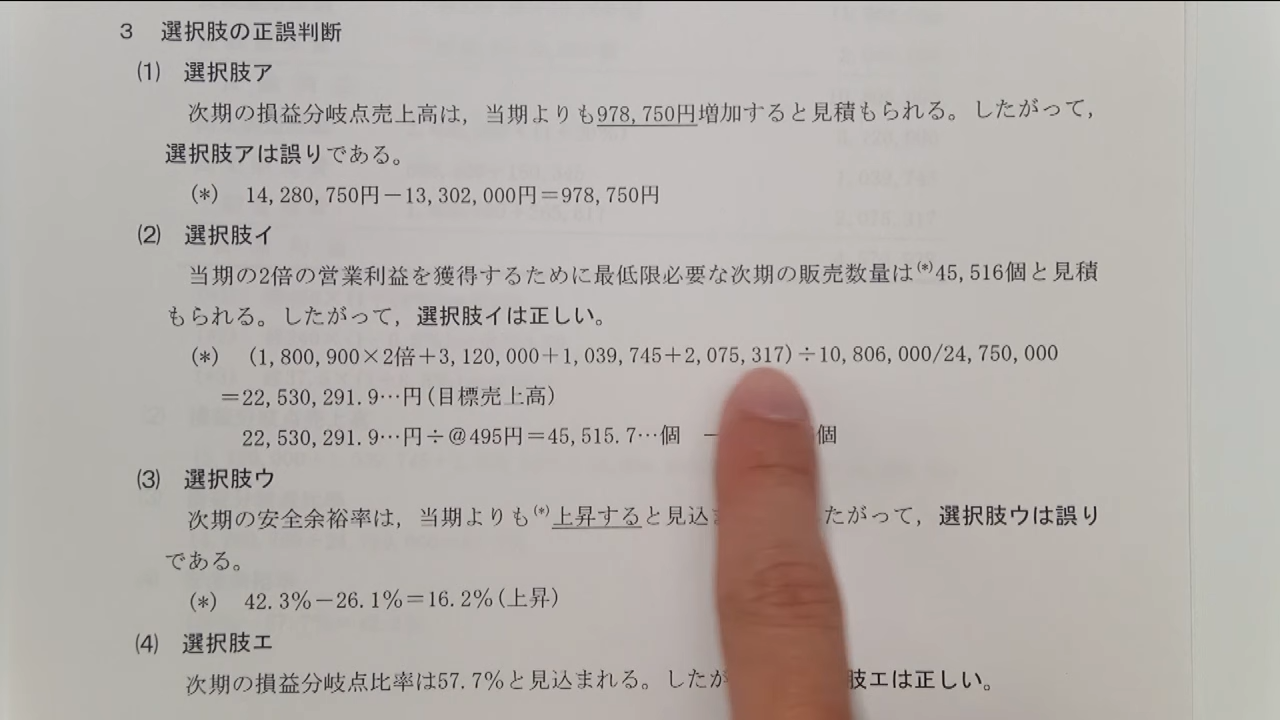 3 選択肢の正誤判断
(1) 選択肢ア
次期の損益分岐点売上高は，当期よりも978,750円増加すると見積もられる。したがって，
選択肢アは誤りである。
(*) 14,280,750円－13,302,000円＝978,750円
(2) 選択肢イ
当期の2倍の営業利益を獲得するために最低限必要な次期の販売数量は(*)45,516個と見積
もられる。したがって，選択肢イは正しい。
(*) (1,800,900×2倍＋3,120,000＋1,039,745＋2,075,317)÷10,806,000/24,750,000
＝22,530,291.9…円(目標売上高)
22,530,291.9…円÷@495円＝45,515.7…個 個
(3) 選択肢ウ
次期の安全余裕率は，当期よりも(*)上昇すると見込 たがって，選択肢ウは誤り
である。
(*) 42.3%－26.1%＝16.2%(上昇)
(4) 選択肢エ
次期の損益分岐点比率は57.7%と見込まれる。したが 肢エは正しい。